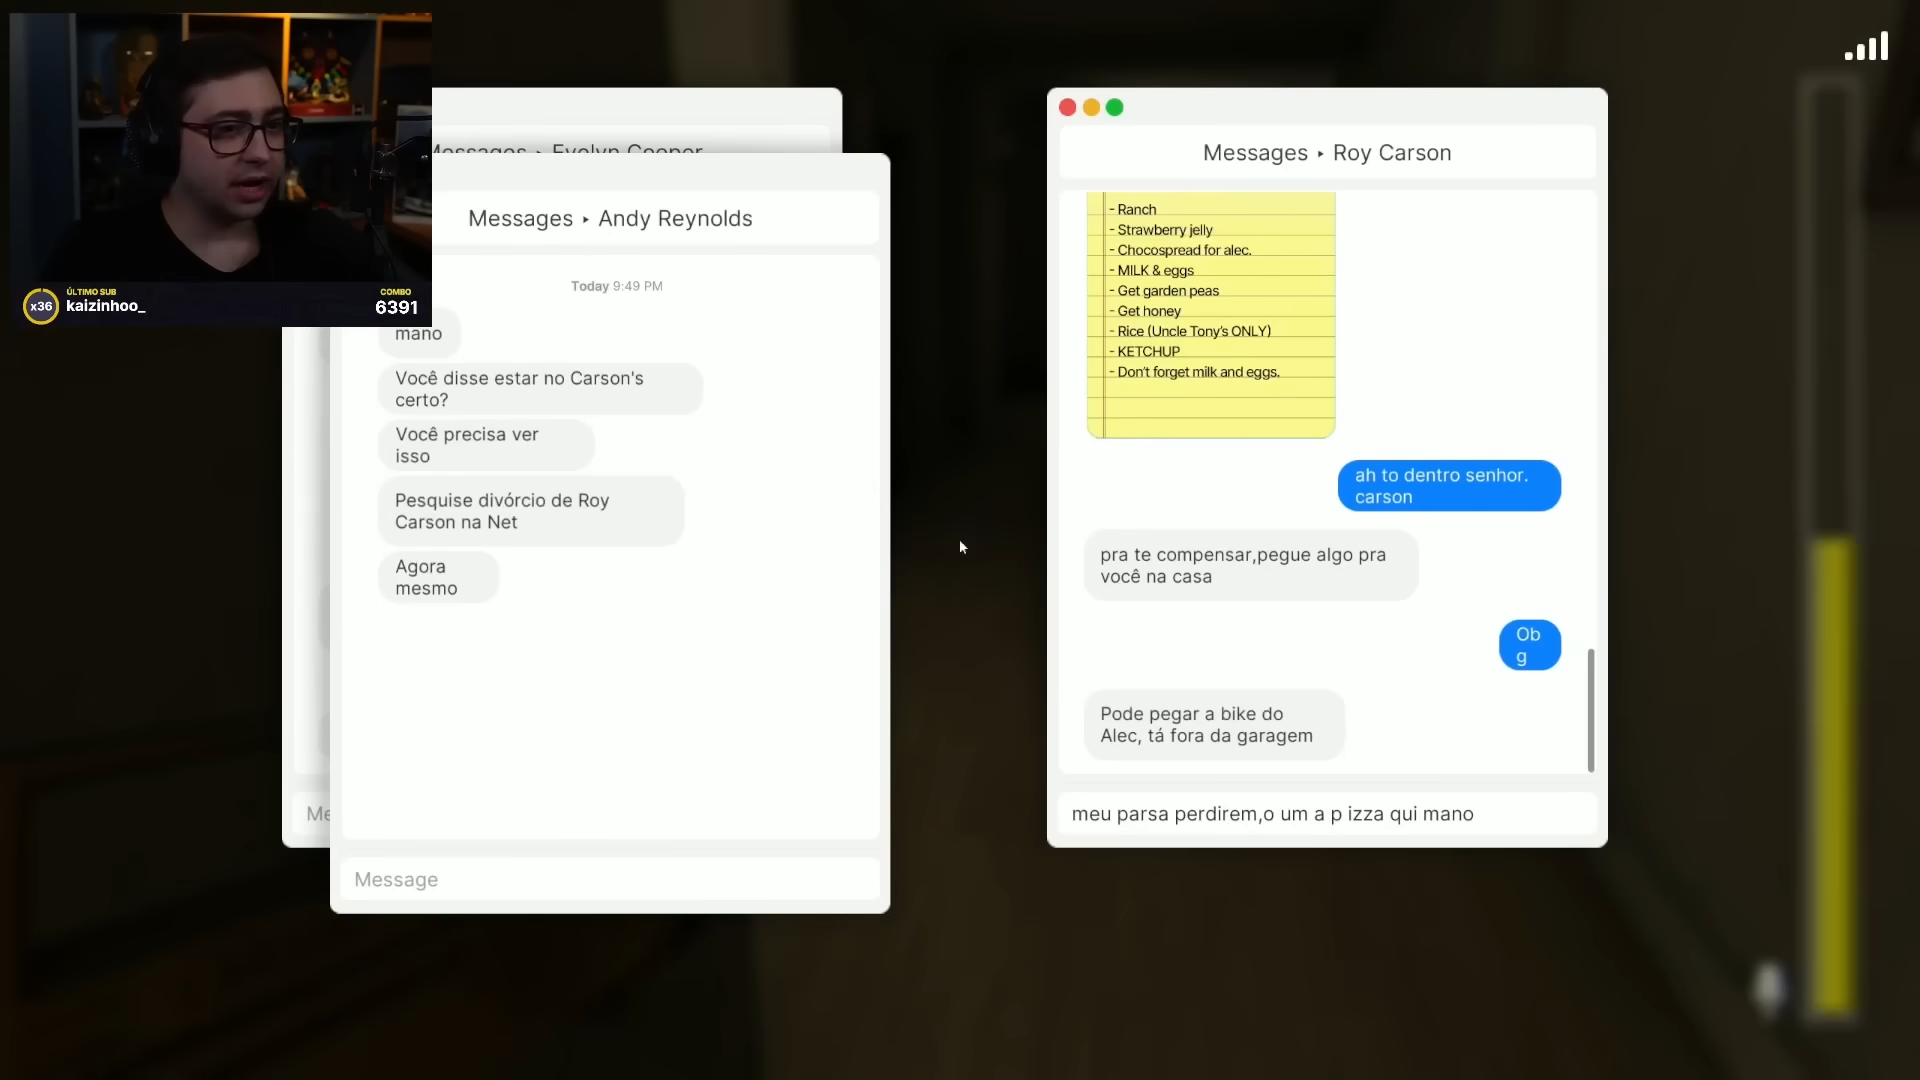 ÚLTIMO SUB
x36
kaizinhoo_
COMBO
6391
Messages ▸ Evelyn Cooper
Messages ▸ Andy Reynolds
Today 9:49 PM
mano
Você disse estar no Carson's
certo?
Você precisa ver
isso
Pesquise divórcio de Roy
Carson na Net
Agora
mesmo
Me
Message
Messages ▸ Roy Carson
- Ranch
- Strawberry jelly
- Chocospread for alec.
- MILK & eggs
- Get garden peas
- Get honey
- Rice (Uncle Tony's ONLY)
- KETCHUP
- Don't forget milk and eggs.
ah to dentro senhor.
carson
pra te compensar,pegue algo pra
você na casa
Ob
g
Pode pegar a bike do
Alec, tá fora da garagem
meu parsa perdirem,o um a p izza qui mano